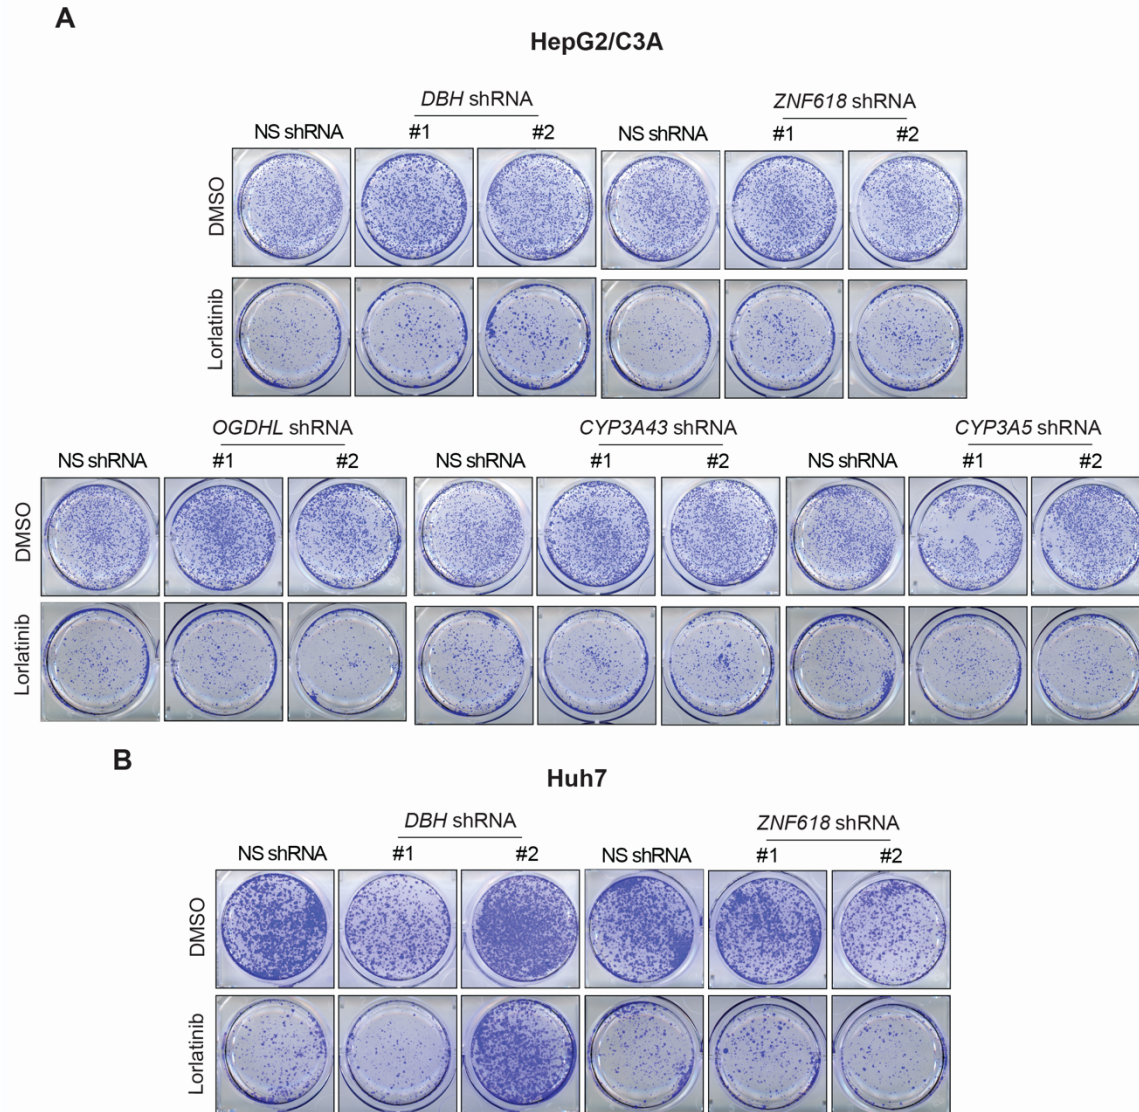 A
HepG2/C3A
DBH shRNA
ZNF618 shRNA
NS shRNA #1 #2 NS shRNA #1 #2
DMSO
Lorlatinib
OGDHL shRNA
CYP3A43 shRNA
CYP3A5 shRNA
NS shRNA #1 #2 NS shRNA #1 #2 NS shRNA #1 #2
DMSO
Lorlatinib
B
Huh7
DBH shRNA
ZNF618 shRNA
NS shRNA #1 #2 NS shRNA #1 #2
DMSO
Lorlatinib